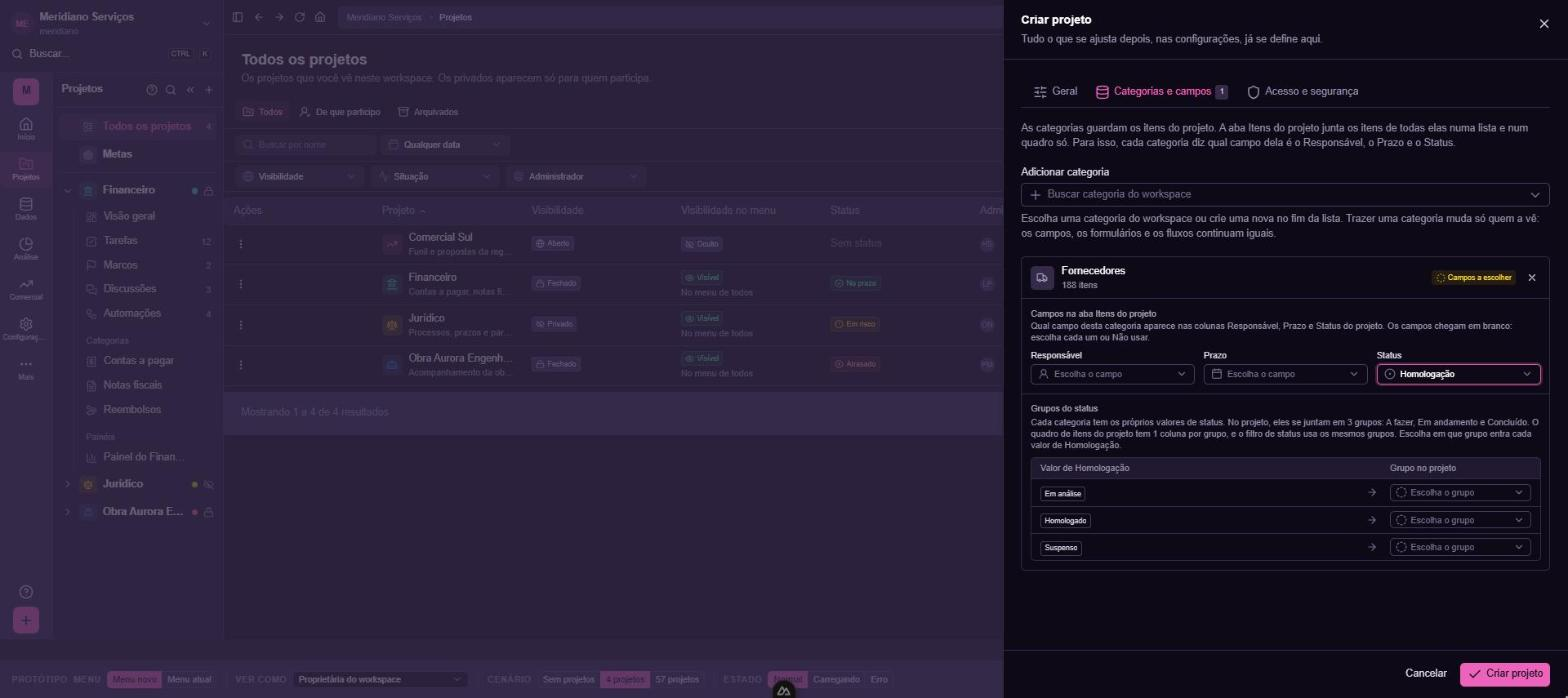 ME
Meridiano Serviços
meridiano
Buscar...
CTRL K
M
Início
Projetos
Dados
Análise
Comercial
Configuraç...
Mais
Projetos
Todos os projetos 4
Metas
Financeiro
Visão geral
Tarefas 12
Marcos 2
Discussões 3
Automações 4
Categorias
Contas a pagar
Notas fiscais
Reembolsos
Painéis
Painel do Finan...
Jurídico
Obra Aurora E...
Meridiano Serviços > Projetos
Todos os projetos
Os projetos que você vê neste workspace. Os privados aparecem só para quem participa.
Todos
De que participo
Arquivados
Buscar por nome
Qualquer data
Visibilidade
Situação
Administrador
Ações Projeto Visibilidade Visibilidade no menu Status Admi
Comercial Sul Aberto Oculto Sem status
Funil e propostas da reg...
Financeiro Fechado Visível No prazo LP
Contas a pagar, notas fi... No menu de todos
Jurídico Privado Visível Em risco
Processos, prazos e par... No menu de todos
Obra Aurora Engenh... Fechado Visível Atrasado PM
Acompanhamento da ob... No menu de todos
Mostrando 1 a 4 de 4 resultados
PROTÓTIPO MENU Menu novo Menu atual VER COMO Proprietária do workspace CENÁRIO Sem projetos 4 projetos 57 projetos ESTADO Normal Carregando Erro
Criar projeto
Tudo o que se ajusta depois, nas configurações, já se define aqui.
Geral
Categorias e campos 1
Acesso e segurança
As categorias guardam os itens do projeto. A aba Itens do projeto junta os itens de todas elas numa lista e num
quadro só. Para isso, cada categoria diz qual campo dela é o Responsável, o Prazo e o Status.
Adicionar categoria
Buscar categoria do workspace
Escolha uma categoria do workspace ou crie uma nova no fim da lista. Trazer uma categoria muda só quem a vê:
os campos, os formulários e os fluxos continuam iguais.
Fornecedores
188 itens
Campos a escolher
Campos na aba Itens do projeto
Qual campo desta categoria aparece nas colunas Responsável, Prazo e Status do projeto. Os campos chegam em branco:
escolha cada um ou Não usar.
Responsável Prazo Status
Escolha o campo Escolha o campo Homologação
Grupos do status
Cada categoria tem os próprios valores de status. No projeto, eles se juntam em 3 grupos: A fazer, Em andamento e Concluído. O
quadro de itens do projeto tem 1 coluna por grupo, e o filtro de status usa os mesmos grupos. Escolha em que grupo entra cada
valor de Homologação.
Valor de Homologação Grupo no projeto
Em análise Escolha o grupo
Homologado Escolha o grupo
Suspenso Escolha o grupo
Cancelar
Criar projeto